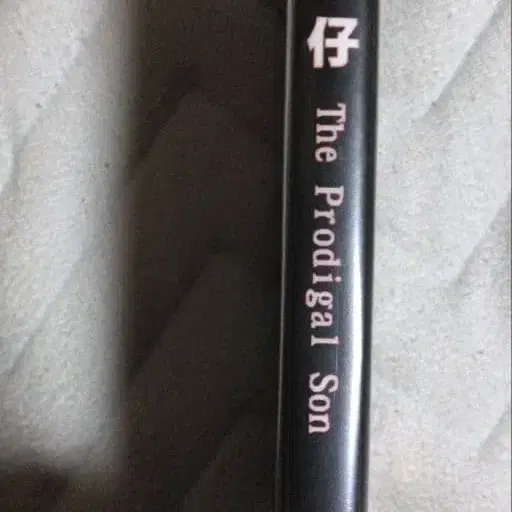 仔 The Prodigal Son